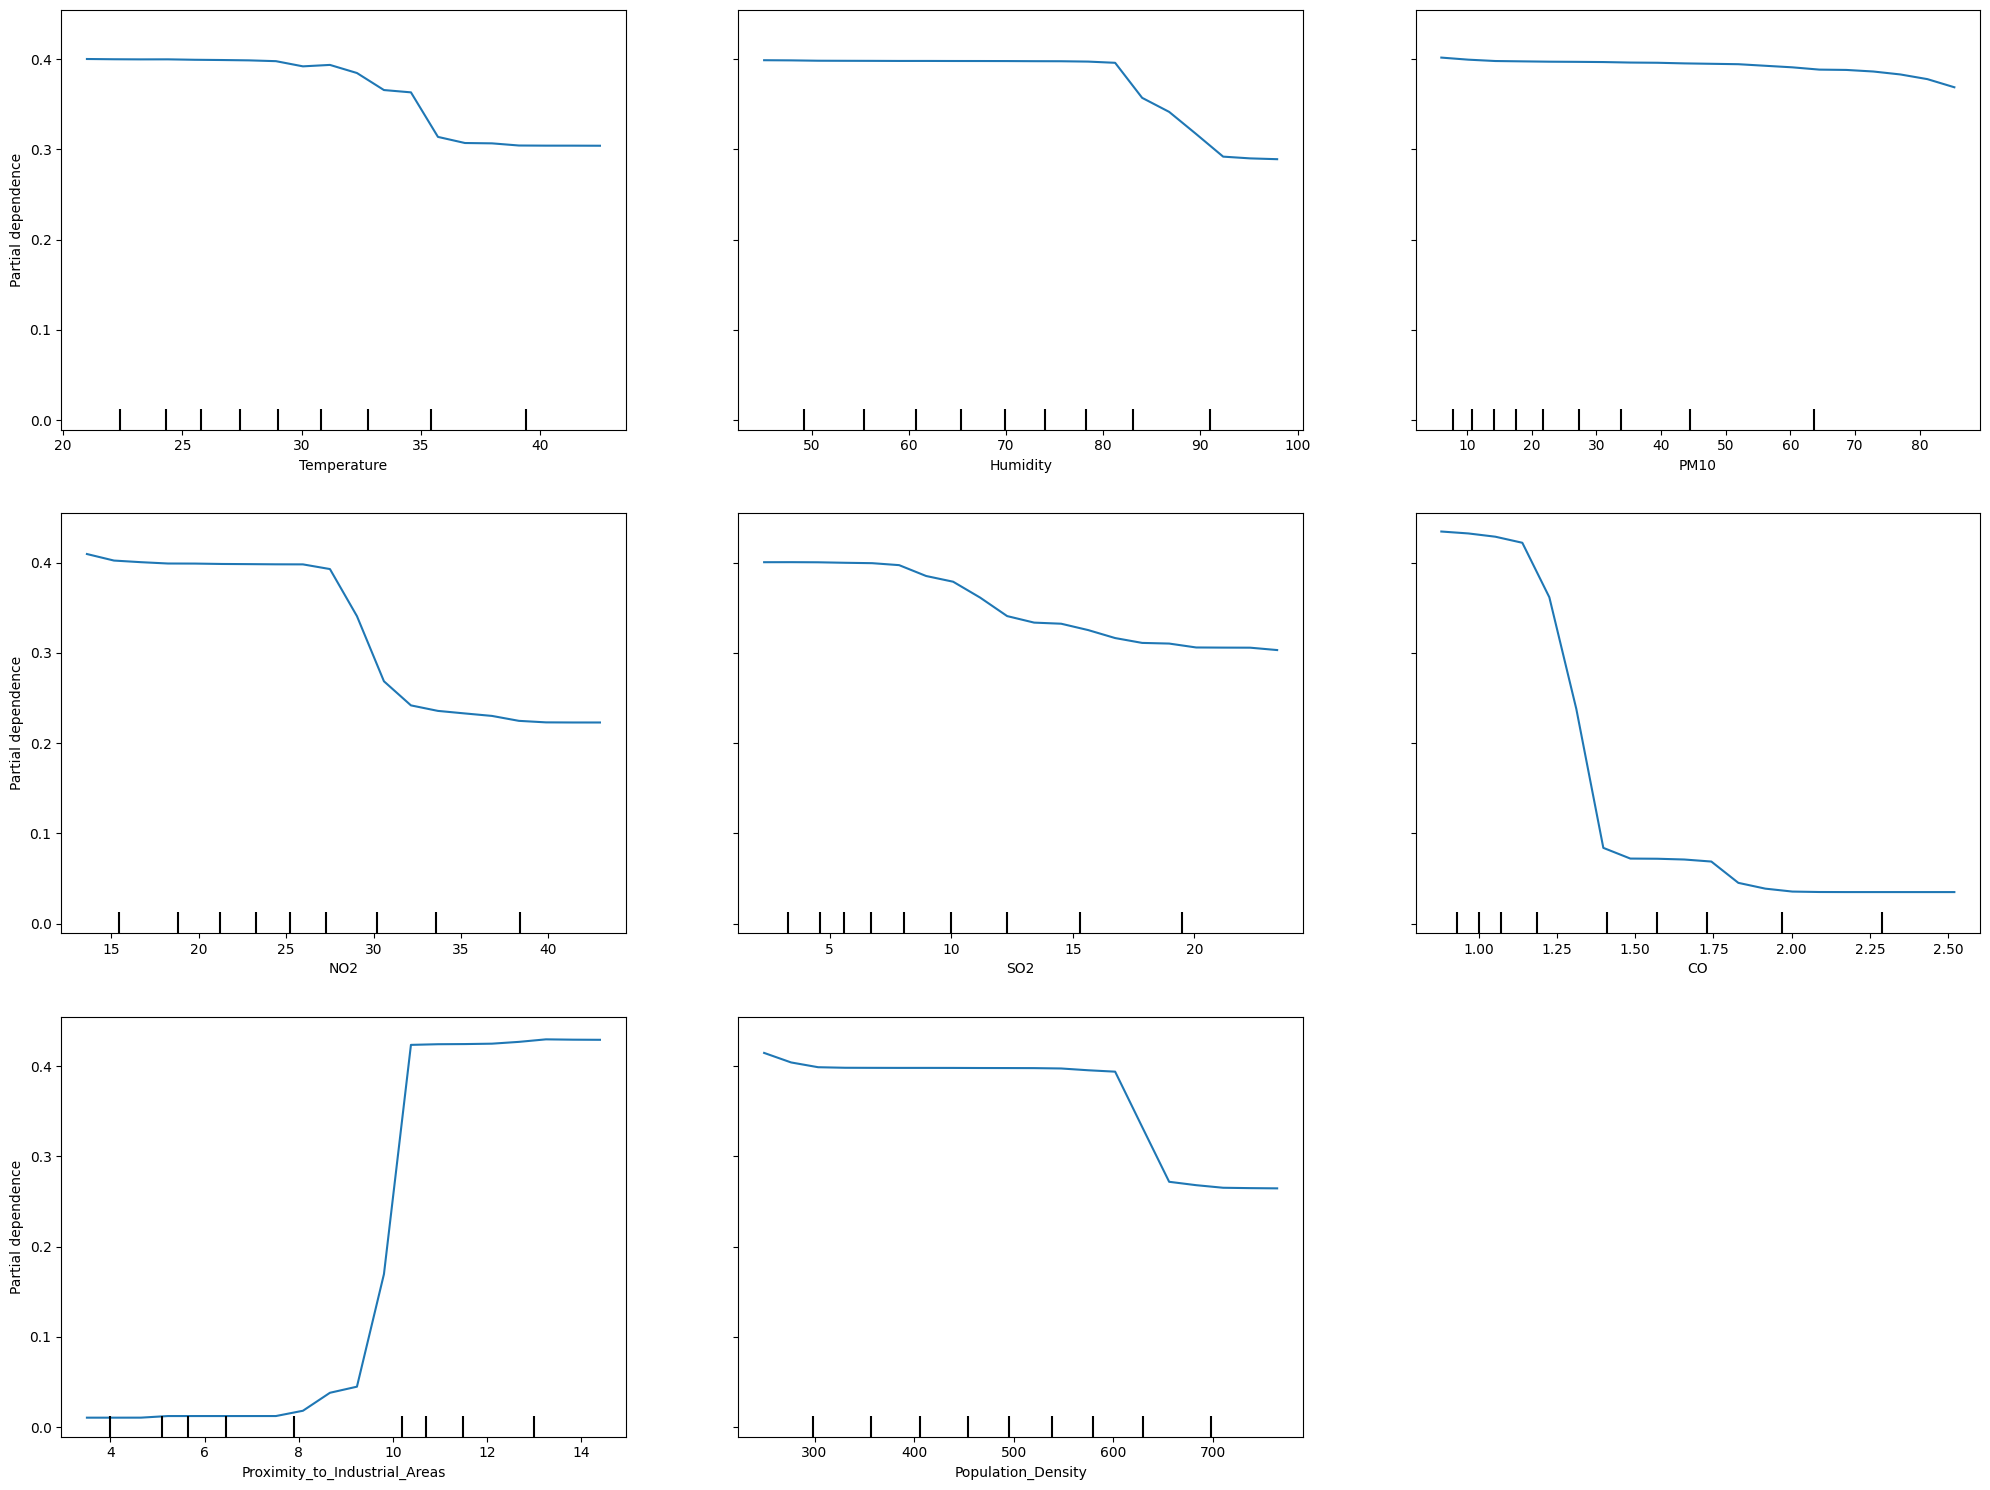 Partial dependence
0.4
0.3
0.2
0.1
0.0
20 25 30 35 40
Temperature
50 60 70 80 90 100
Humidity
10 20 30 40 50 60 70 80
PM10
Partial dependence
0.4
0.3
0.2
0.1
0.0
15 20 25 30 35 40
NO2
5 10 15 20
SO2
1.00 1.25 1.50 1.75 2.00 2.25 2.50
CO
Partial dependence
0.4
0.3
0.2
0.1
0.0
4 6 8 10 12 14
Proximity_to_Industrial_Areas
300 400 500 600 700
Population_Density